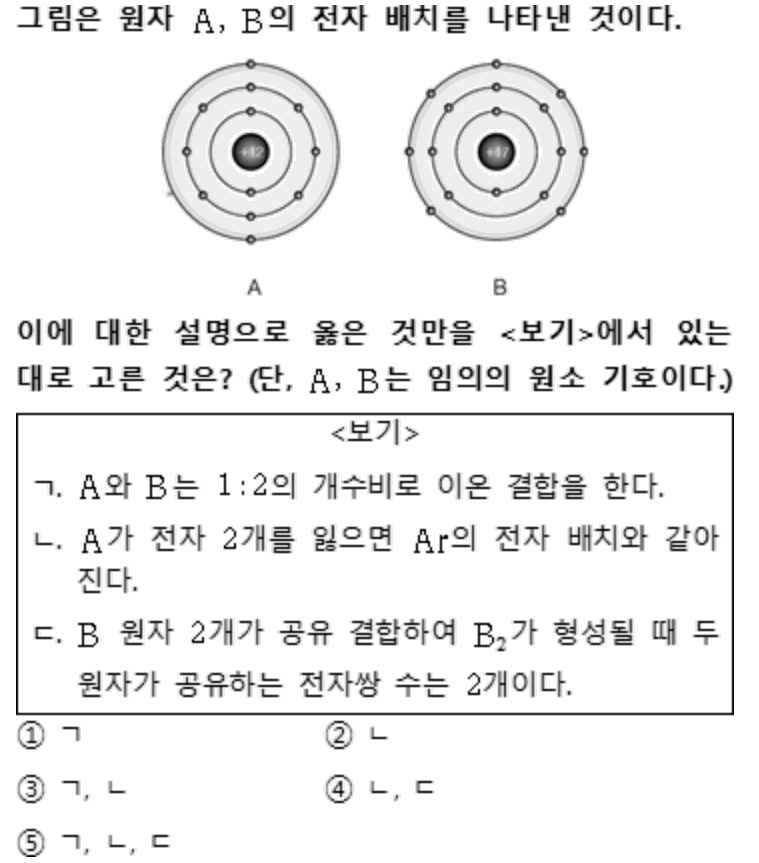 그림은 원자 A, B의 전자 배치를 나타낸 것이다.
+12 +17
A B
이에 대한 설명으로 옳은 것만을 <보기>에서 있는
대로 고른 것은? (단, A, B는 임의의 원소 기호이다.)
<보기>
ㄱ. A와 B는 1:2의 개수비로 이온 결합을 한다.
ㄴ. A가 전자 2개를 잃으면 Ar의 전자 배치와 같아
진다.
ㄷ. B 원자 2개가 공유 결합하여 B₂가 형성될 때 두
원자가 공유하는 전자쌍 수는 2개이다.
① ㄱ ② ㄴ
③ ㄱ, ㄴ ④ ㄴ, ㄷ
⑤ ㄱ, ㄴ, ㄷ